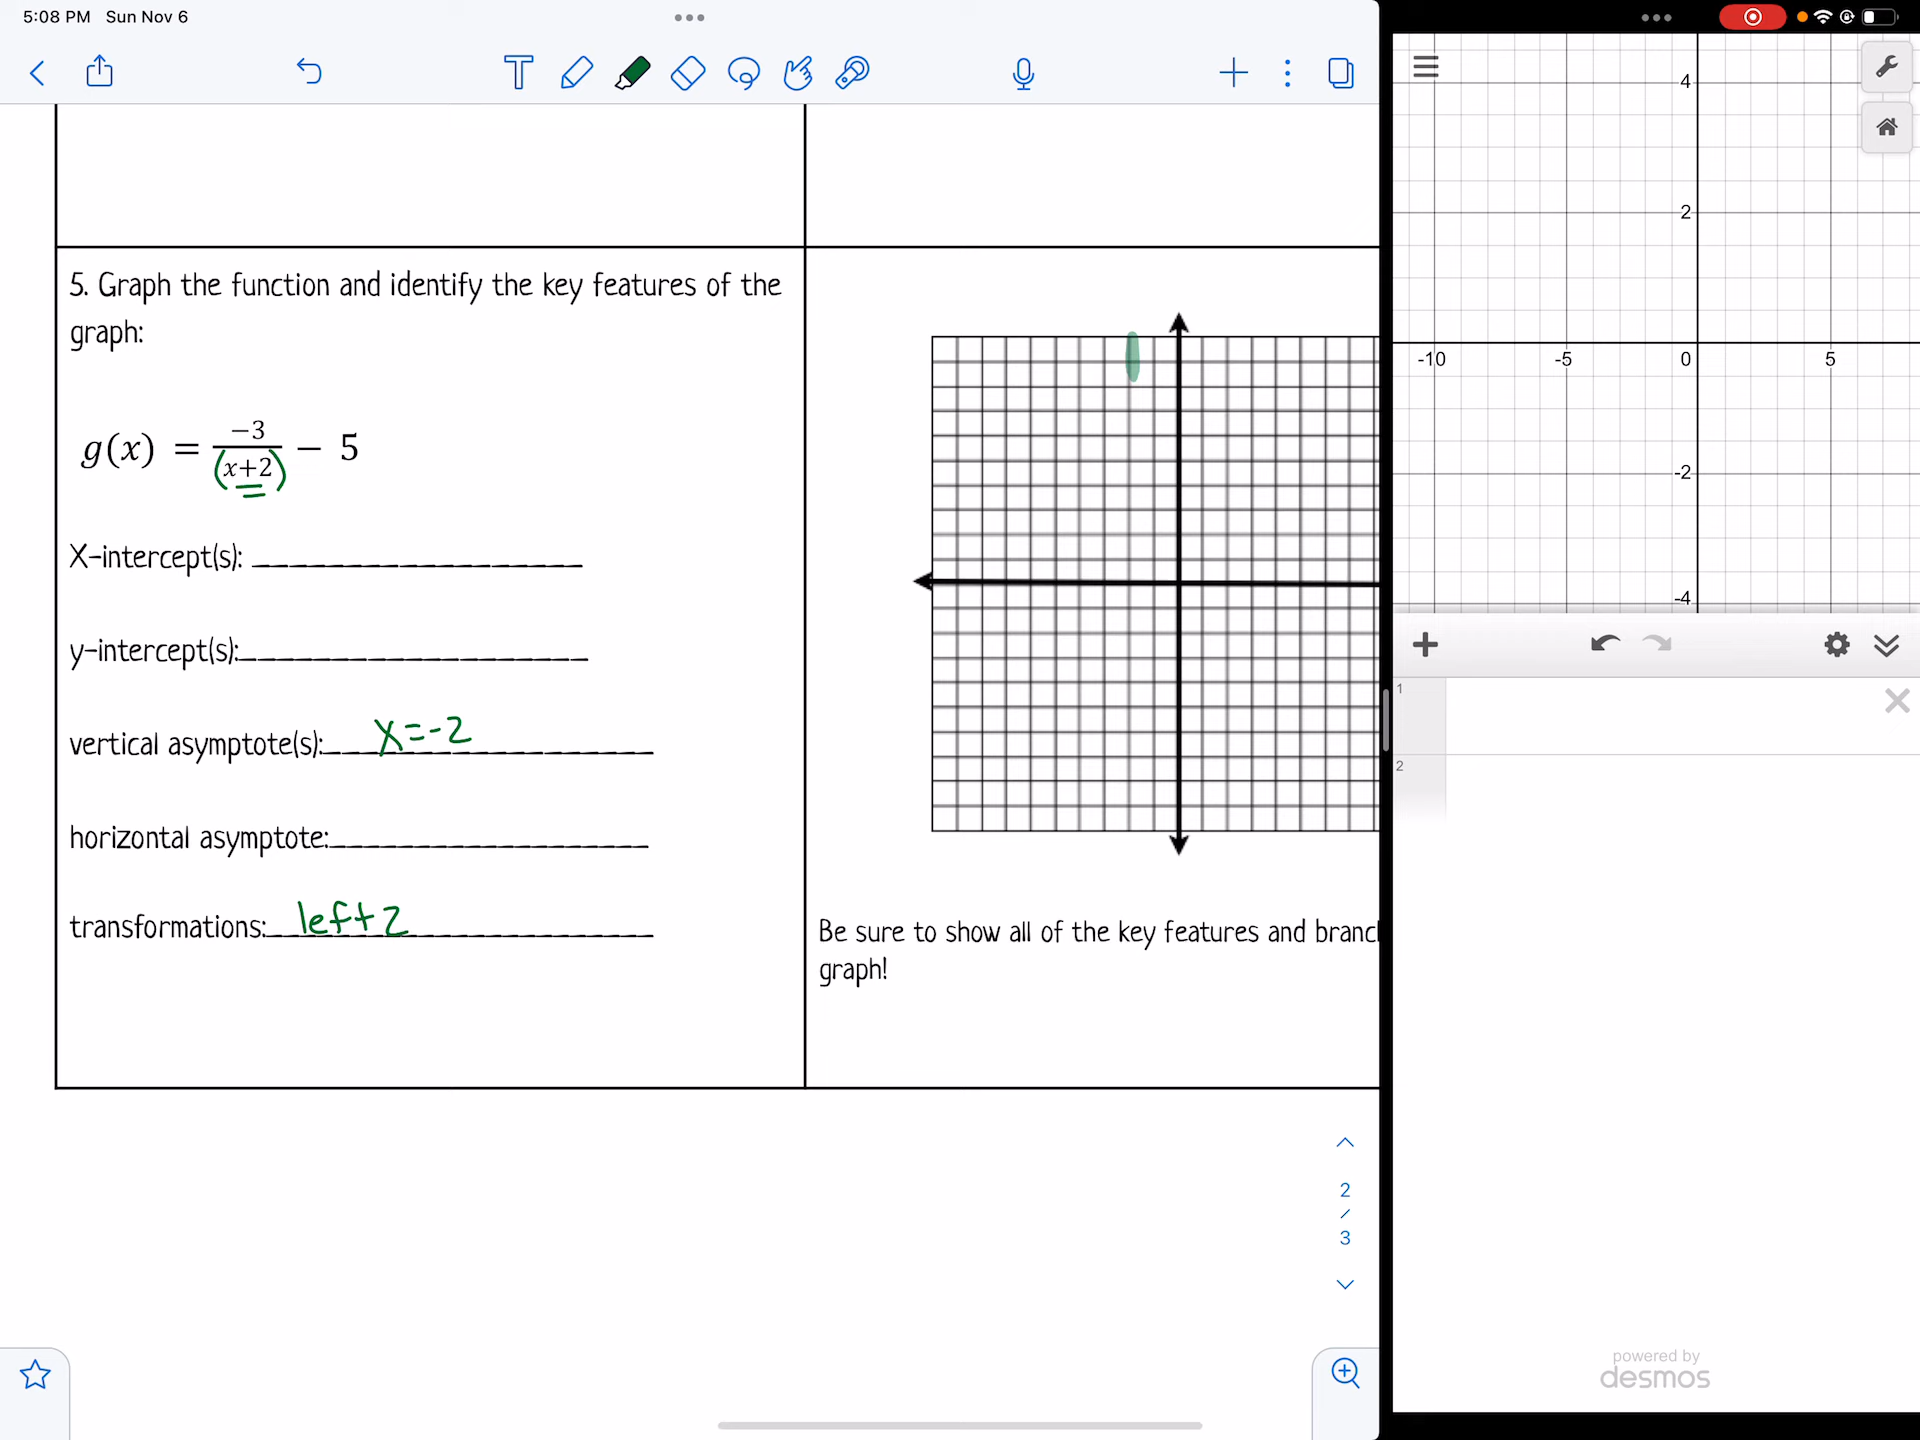 5:08 PM Sun Nov 6
5. Graph the function and identify the key features of the
graph:
g(x) = -3/(x+2) - 5
X-intercept(s): __________________
y-intercept(s):___________________
vertical asymptote(s): x=-2
horizontal asymptote:__________________
transformations: left 2
Be sure to show all of the key features and branc
graph!
2
/
3
4
2
-10 -5 0 5
-2
-4
1
2
powered by
desmos